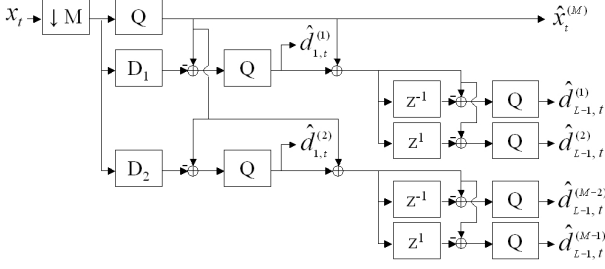 x_t ↓ M Q x̂_t^(M)
D_1 - Q d̂_{1,t}^(1)
z^-1 - Q d̂_{L-1,t}^(1)
z^1 - Q d̂_{L-1,t}^(2)
D_2 - Q d̂_{1,t}^(2)
z^-1 - Q d̂_{L-1,t}^(M-2)
z^1 - Q d̂_{L-1,t}^(M-1)